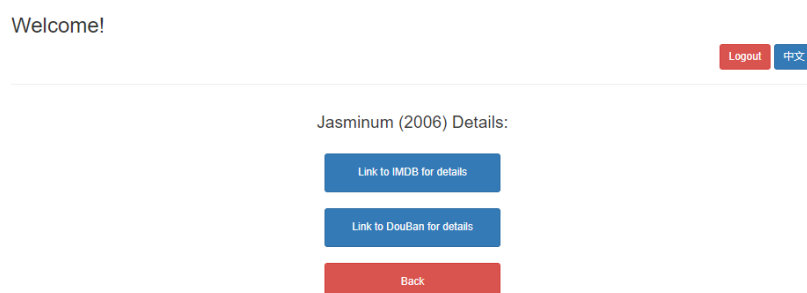 Welcome!
Logout 中文
Jasminum (2006) Details:
Link to IMDB for details
Link to DouBan for details
Back